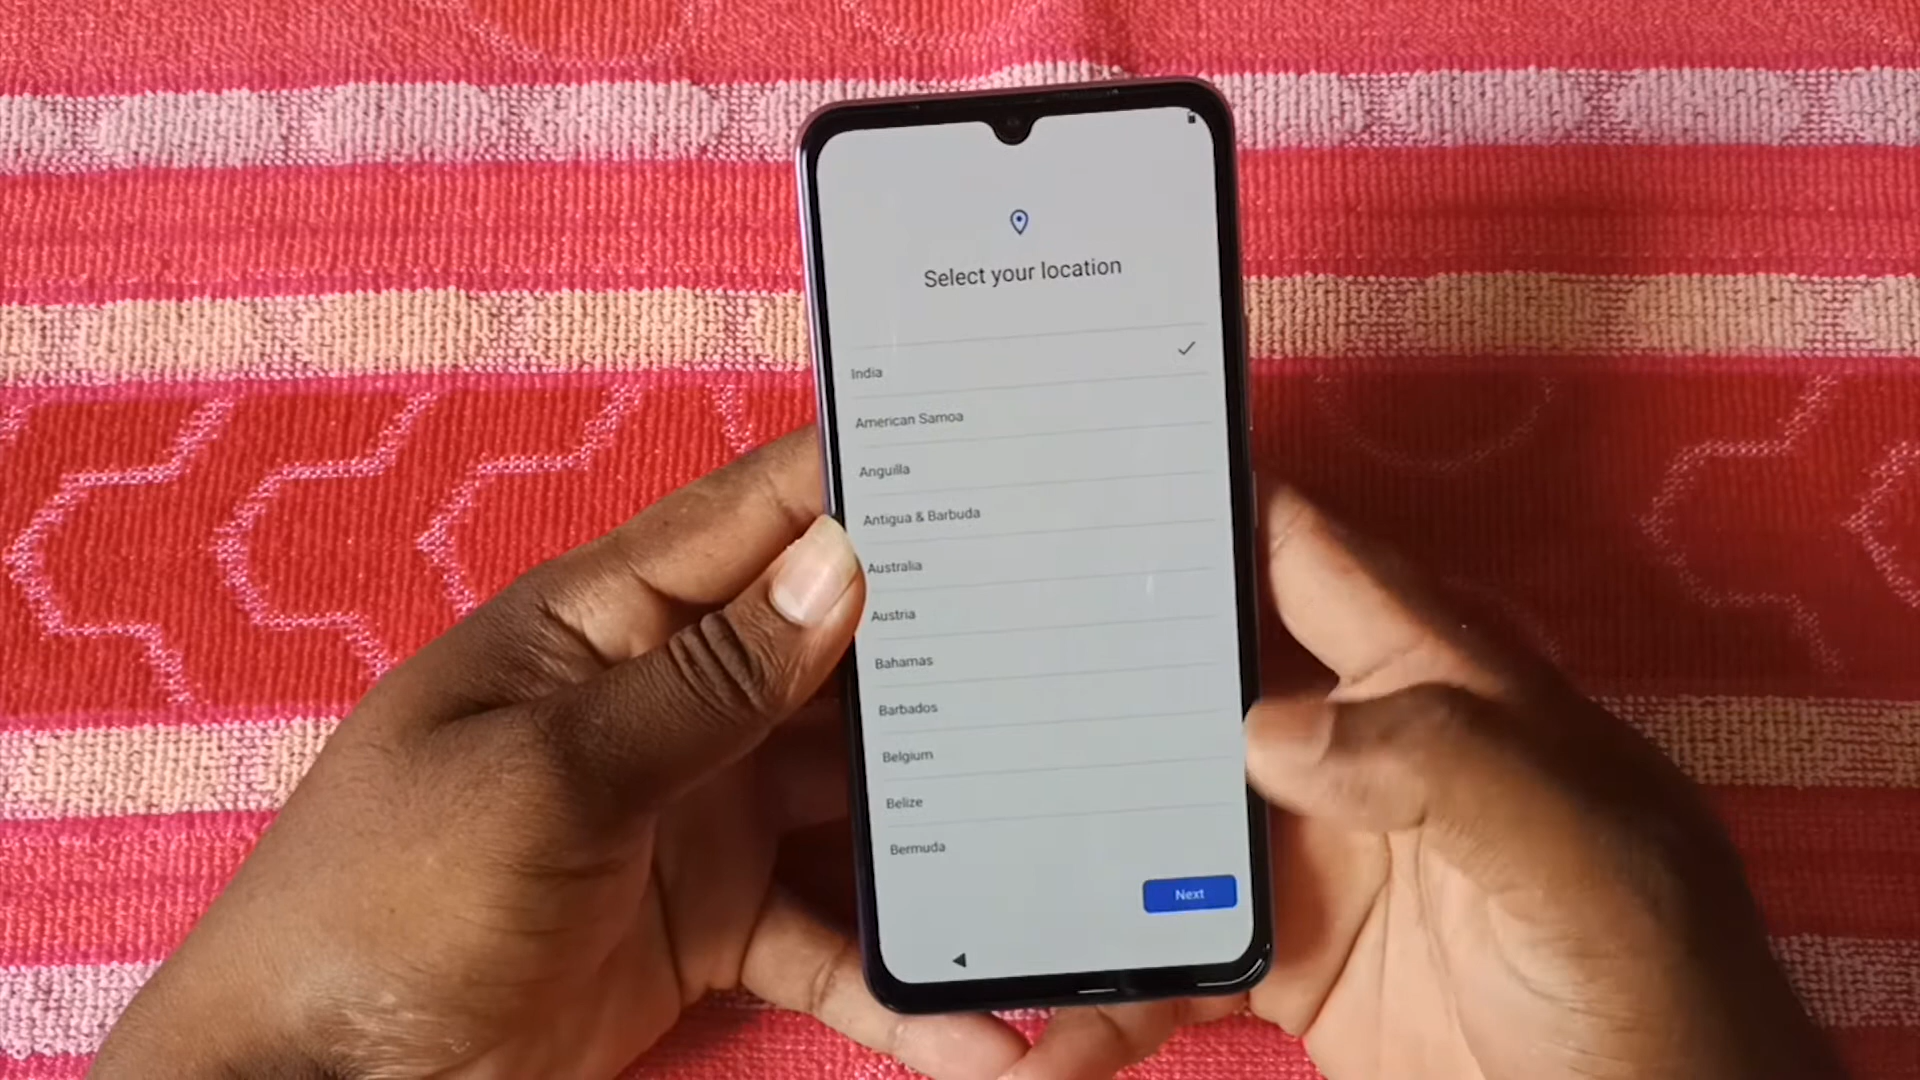 Select your location
India
American Samoa
Anguilla
Antigua & Barbuda
Australia
Austria
Bahamas
Barbados
Belgium
Belize
Bermuda
Next